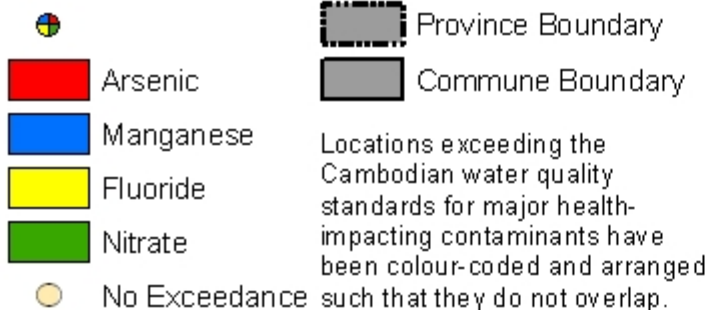 Province Boundary
Arsenic
Commune Boundary
Manganese
Fluoride
Nitrate
No Exceedance
Locations exceeding the
Cambodian water quality
standards for major health-
impacting contaminants have
been colour-coded and arranged
such that they do not overlap.